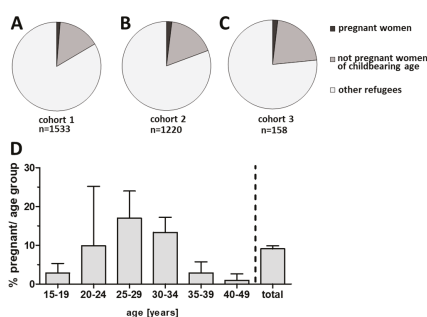 A
B
C
pregnant women
not pregnant women
of childbearing age
other refugees
cohort 1
n=1533
cohort 2
n=1220
cohort 3
n=158
D
% pregnant/ age group
30
20
10
0
15-19 20-24 25-29 30-34 35-39 40-49 total
age [years]